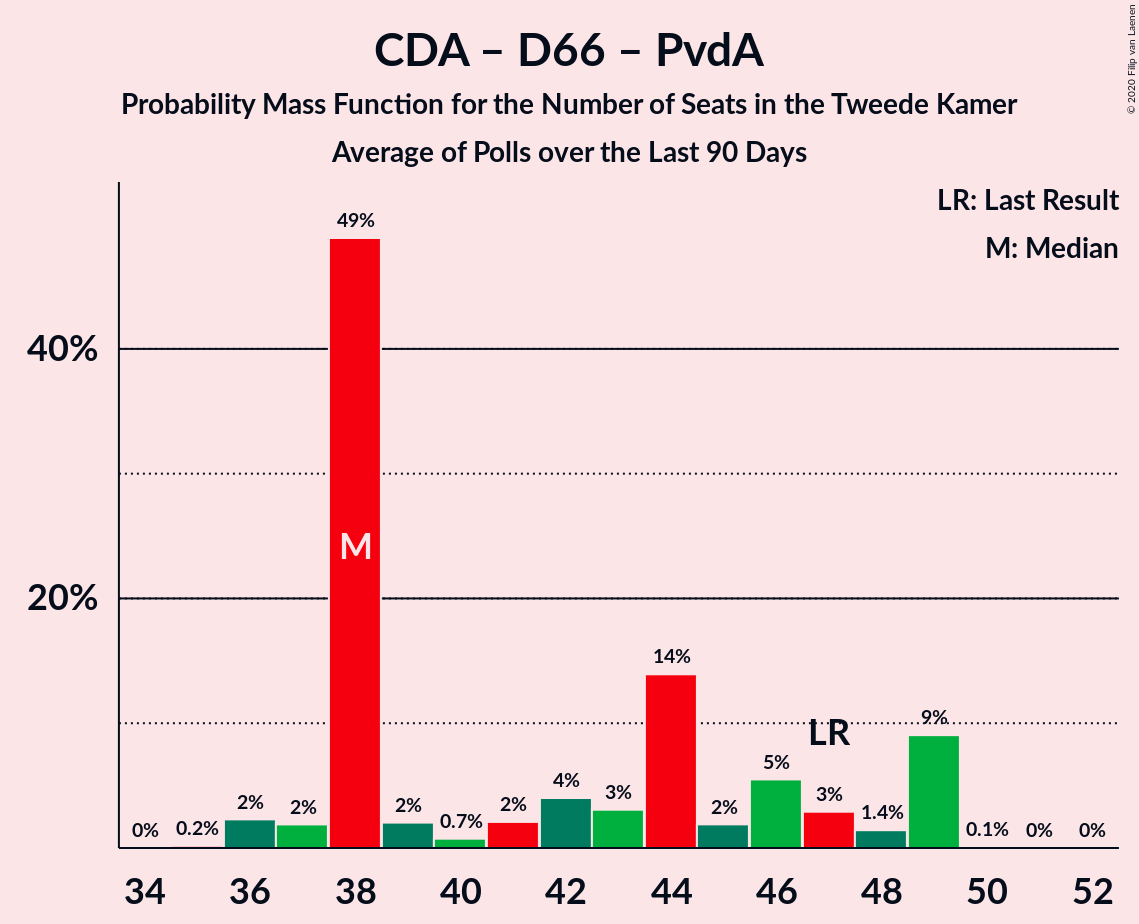 CDA – D66 – PvdA
Probability Mass Function for the Number of Seats in the Tweede Kamer
Average of Polls over the Last 90 Days
© 2020 Filip van Laenen
LR: Last Result
M: Median
40%
20%
0%
0.2%
2%
2%
49%
M
2%
0.7%
2%
4%
3%
14%
2%
5%
3%
LR
1.4%
9%
0.1%
0%
0%
34 36 38 40 42 44 46 48 50 52